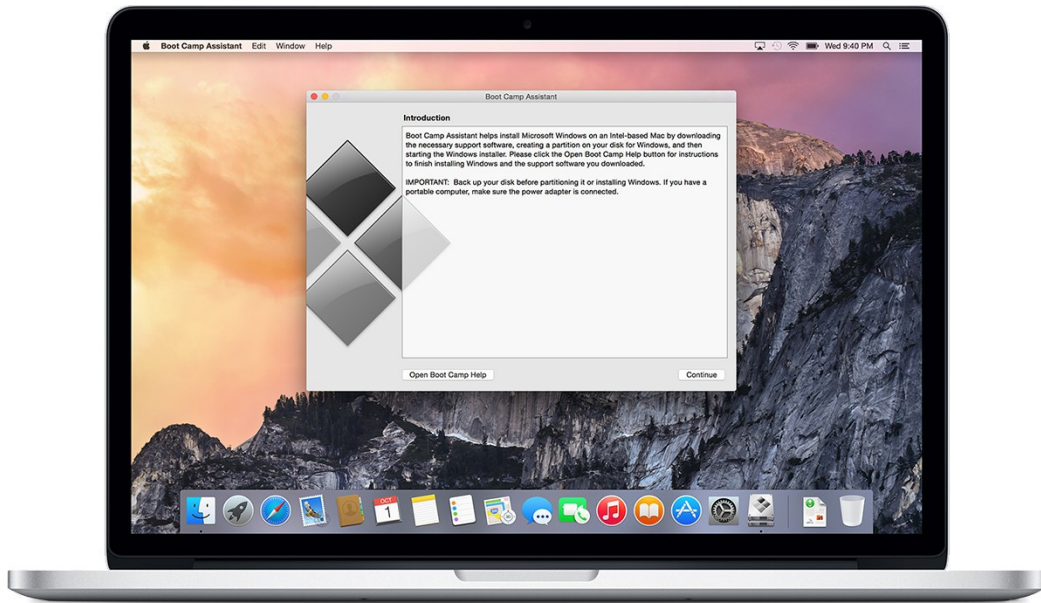 Boot Camp Assistant Edit Window Help
Wed 9:40 PM
Boot Camp Assistant
Introduction
Boot Camp Assistant helps install Microsoft Windows on an Intel-based Mac by downloading
the necessary support software, creating a partition on your disk for Windows, and then
starting the Windows installer. Please click the Open Boot Camp Help button for instructions
to finish installing Windows and the support software you downloaded.
IMPORTANT: Back up your disk before partitioning it or installing Windows. If you have a
portable computer, make sure the power adapter is connected.
Open Boot Camp Help
Continue
OCT
1